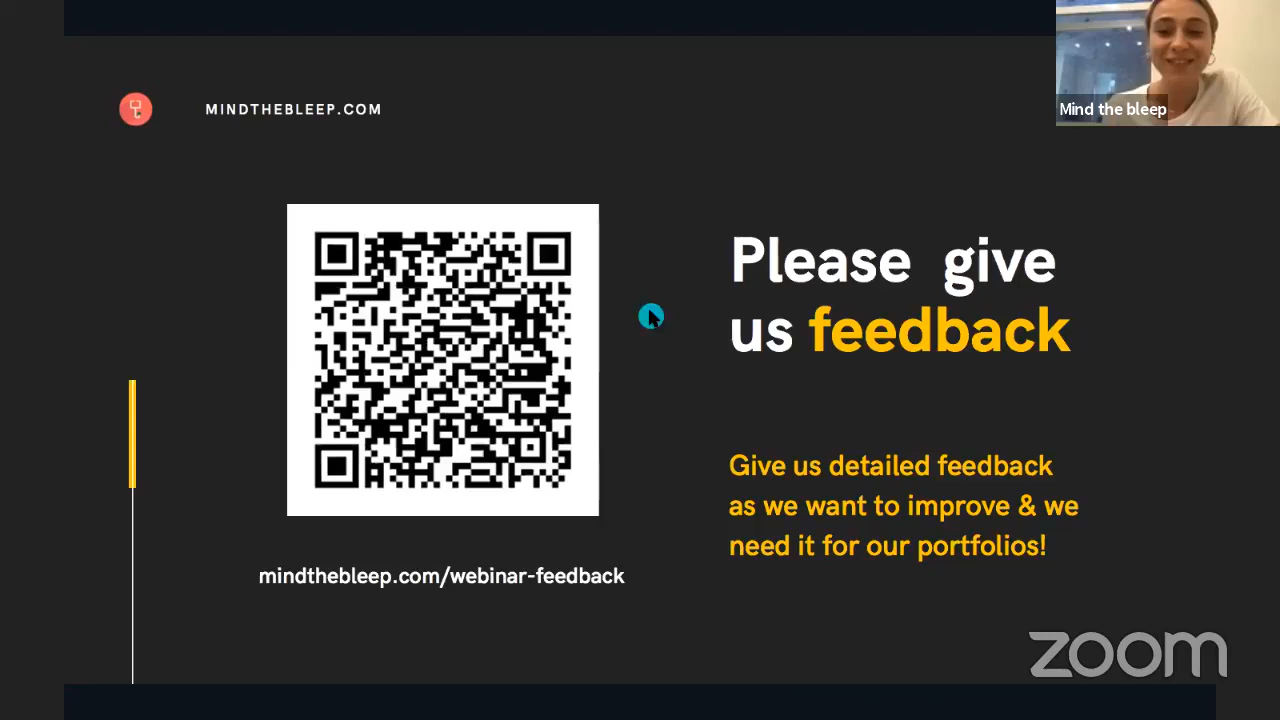 MINDTHEBLEEP.COM
Mind the bleep
Please give
us feedback
Give us detailed feedback
as we want to improve & we
need it for our portfolios!
mindthebleep.com/webinar-feedback
zoom